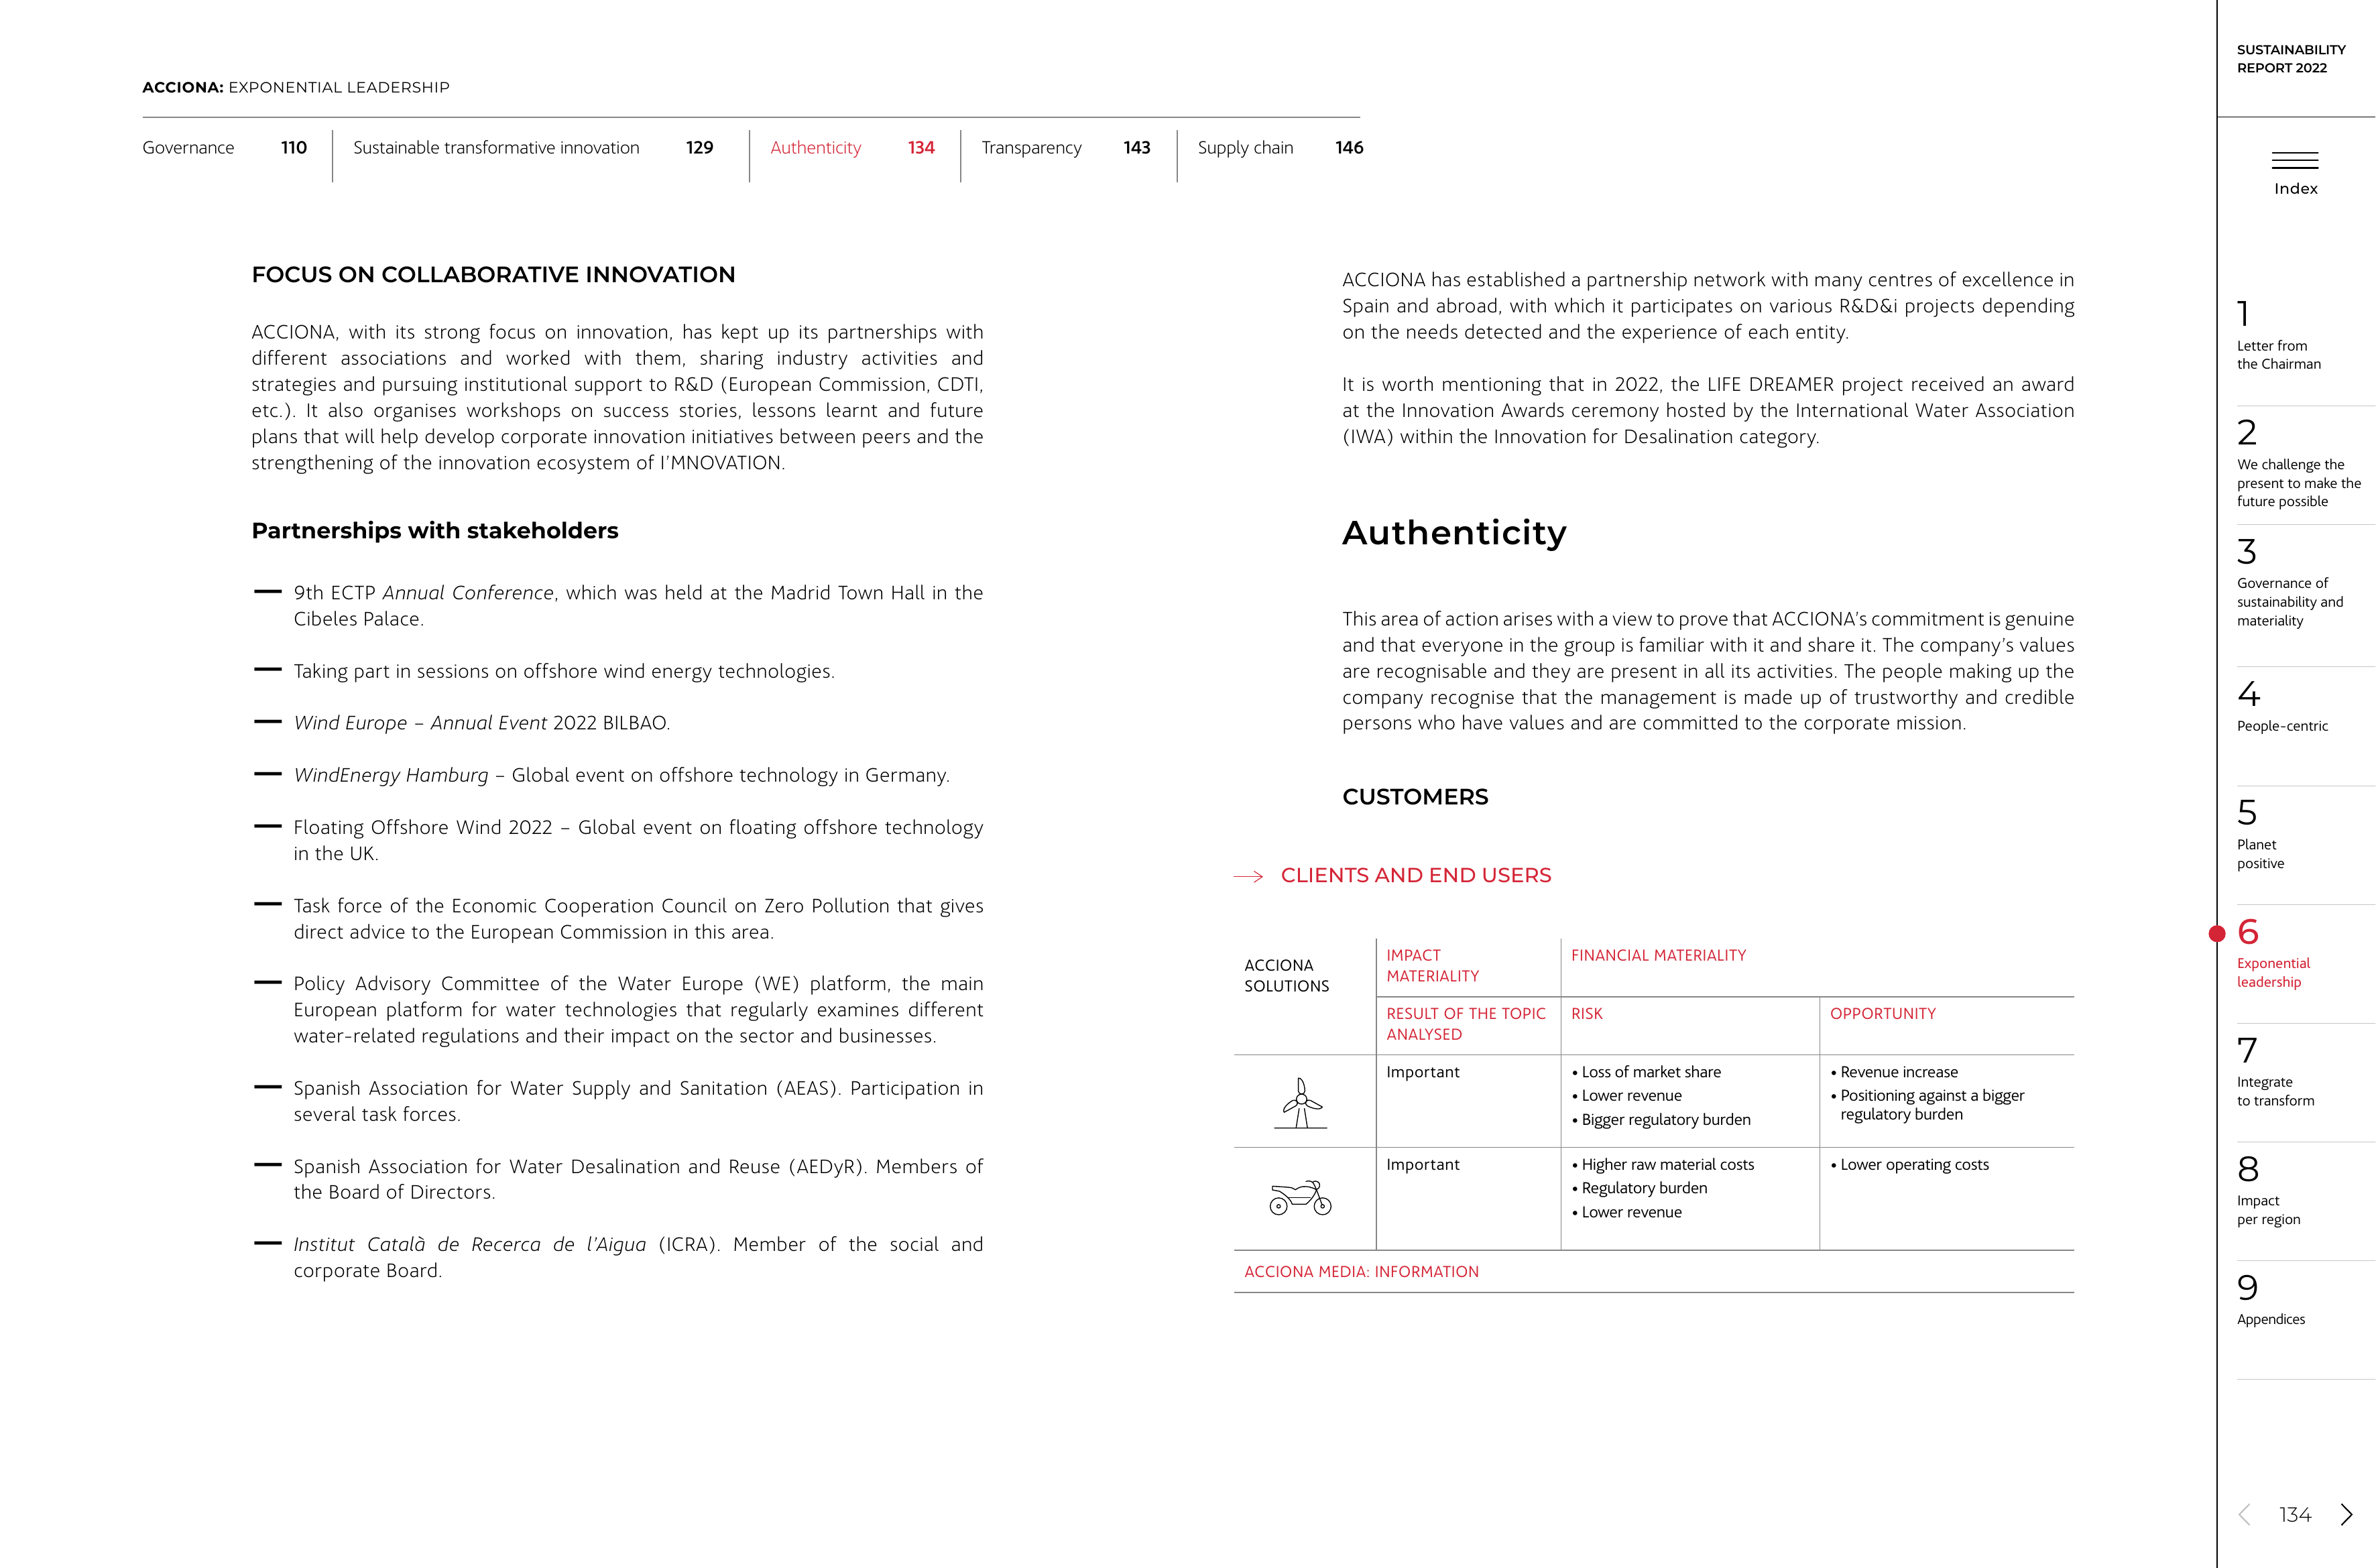 ACCIONA: EXPONENTIAL LEADERSHIP
Governance 110
Sustainable transformative innovation 129
Authenticity 134
Transparency 143
Supply chain 146
FOCUS ON COLLABORATIVE INNOVATION
ACCIONA, with its strong focus on innovation, has kept up its partnerships with
different associations and worked with them, sharing industry activities and
strategies and pursuing institutional support to R&D (European Commission, CDTI,
etc.). It also organises workshops on success stories, lessons learnt and future
plans that will help develop corporate innovation initiatives between peers and the
strengthening of the innovation ecosystem of I'MNOVATION.
Partnerships with stakeholders
— 9th ECTP Annual Conference, which was held at the Madrid Town Hall in the
Cibeles Palace.
— Taking part in sessions on offshore wind energy technologies.
— Wind Europe – Annual Event 2022 BILBAO.
— WindEnergy Hamburg – Global event on offshore technology in Germany.
— Floating Offshore Wind 2022 – Global event on floating offshore technology
in the UK.
— Task force of the Economic Cooperation Council on Zero Pollution that gives
direct advice to the European Commission in this area.
— Policy Advisory Committee of the Water Europe (WE) platform, the main
European platform for water technologies that regularly examines different
water-related regulations and their impact on the sector and businesses.
— Spanish Association for Water Supply and Sanitation (AEAS). Participation in
several task forces.
— Spanish Association for Water Desalination and Reuse (AEDyR). Members of
the Board of Directors.
— Institut Català de Recerca de l'Aigua (ICRA). Member of the social and
corporate Board.
ACCIONA has established a partnership network with many centres of excellence in
Spain and abroad, with which it participates on various R&D&i projects depending
on the needs detected and the experience of each entity.
It is worth mentioning that in 2022, the LIFE DREAMER project received an award
at the Innovation Awards ceremony hosted by the International Water Association
(IWA) within the Innovation for Desalination category.
Authenticity
This area of action arises with a view to prove that ACCIONA's commitment is genuine
and that everyone in the group is familiar with it and share it. The company's values
are recognisable and they are present in all its activities. The people making up the
company recognise that the management is made up of trustworthy and credible
persons who have values and are committed to the corporate mission.
CUSTOMERS
→ CLIENTS AND END USERS
ACCIONA
SOLUTIONS
IMPACT
MATERIALITY
FINANCIAL MATERIALITY
RESULT OF THE TOPIC
ANALYSED
RISK
OPPORTUNITY
Important
• Loss of market share
• Lower revenue
• Bigger regulatory burden
• Revenue increase
• Positioning against a bigger
regulatory burden
Important
• Higher raw material costs
• Regulatory burden
• Lower revenue
• Lower operating costs
ACCIONA MEDIA: INFORMATION
SUSTAINABILITY
REPORT 2022
Index
1
Letter from
the Chairman
2
We challenge the
present to make the
future possible
3
Governance of
sustainability and
materiality
4
People-centric
5
Planet
positive
6
Exponential
leadership
7
Integrate
to transform
8
Impact
per region
9
Appendices
134